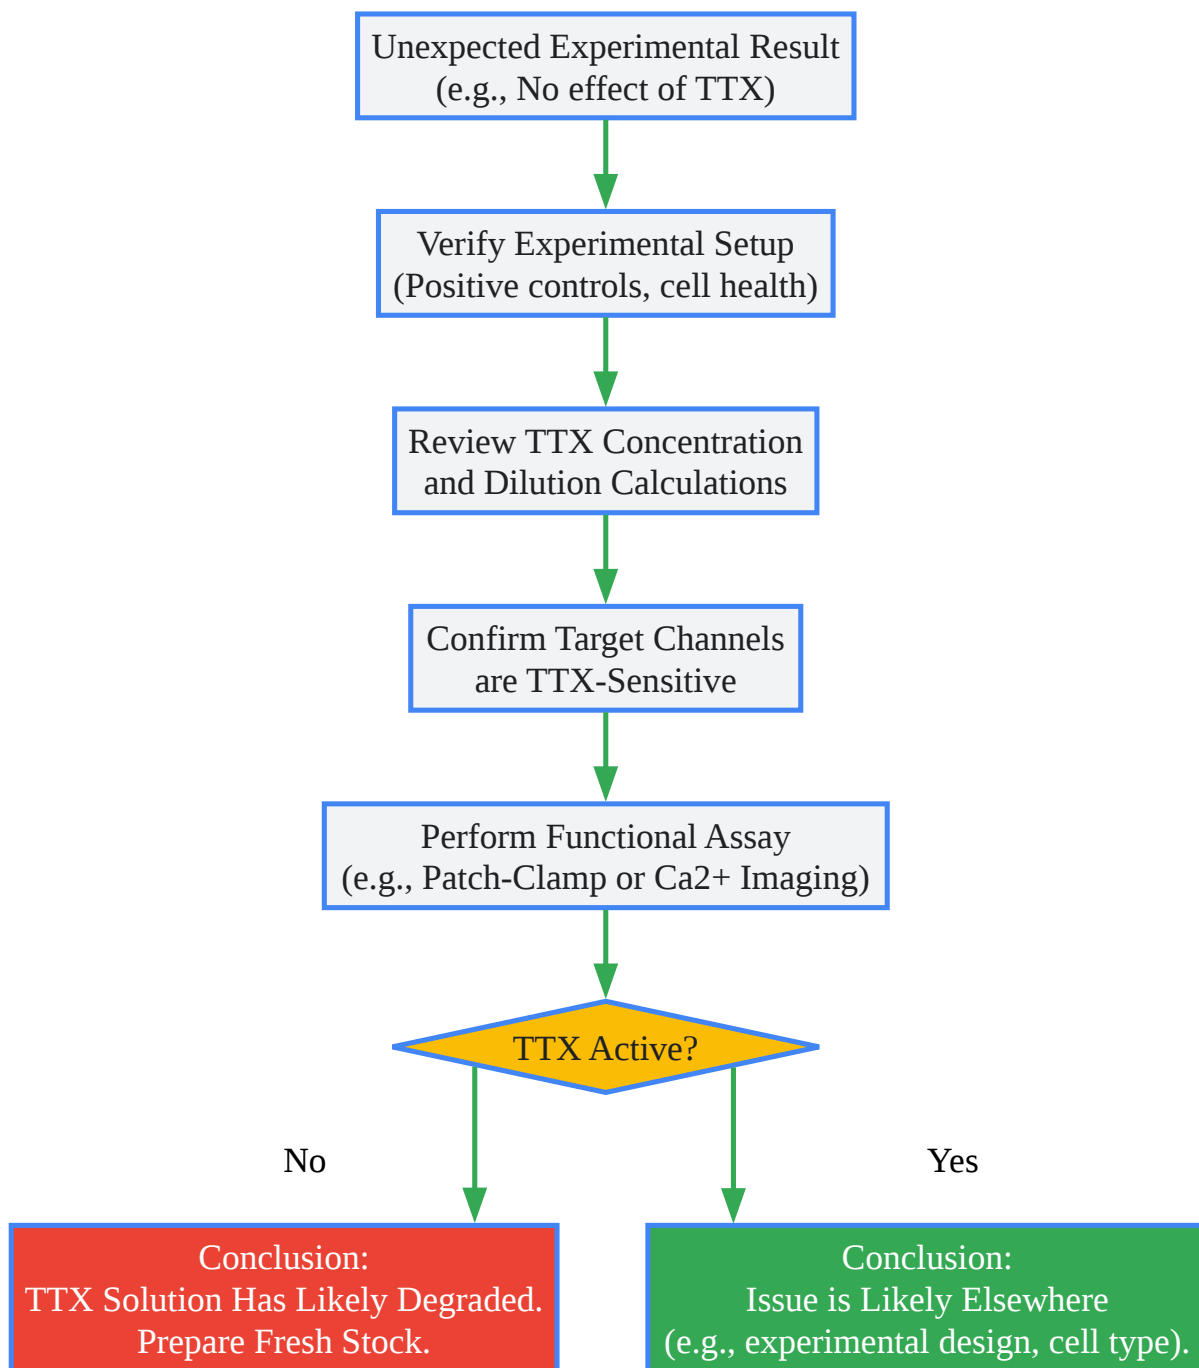 Unexpected Experimental Result
(e.g., No effect of TTX)
Verify Experimental Setup
(Positive controls, cell health)
Review TTX Concentration
and Dilution Calculations
Confirm Target Channels
are TTX-Sensitive
Perform Functional Assay
(e.g., Patch-Clamp or Ca2+ Imaging)
TTX Active?
No
Yes
Conclusion:
TTX Solution Has Likely Degraded.
Prepare Fresh Stock.
Conclusion:
Issue is Likely Elsewhere
(e.g., experimental design, cell type).